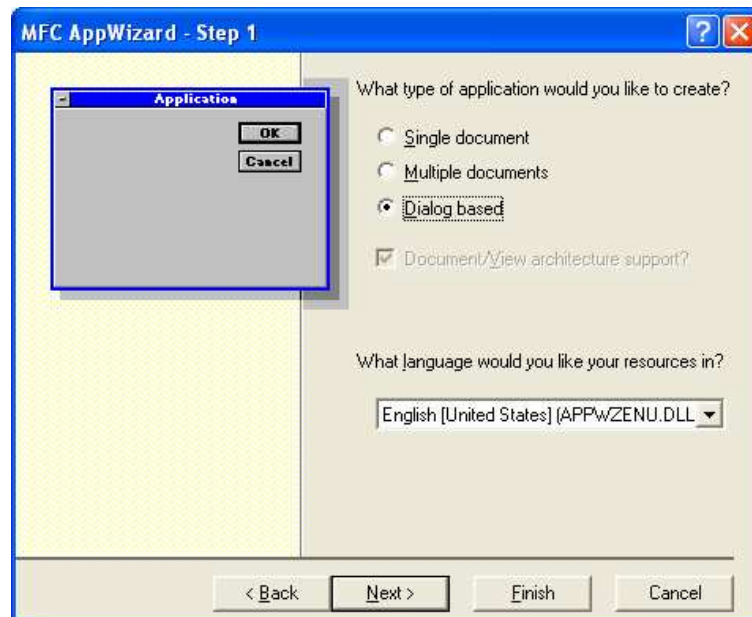 MFC AppWizard - Step 1
Application
OK
Cancel
What type of application would you like to create?
Single document
Multiple documents
Dialog based
Document/View architecture support?
What language would you like your resources in?
English [United States] (APPWZENU.DLL
< Back
Next >
Finish
Cancel